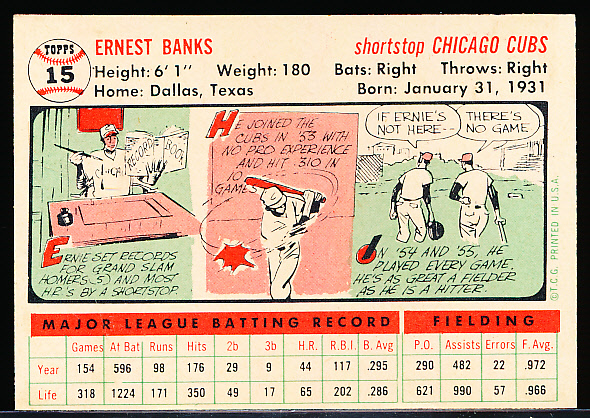 TOPPS
15
ERNEST BANKS
shortstop CHICAGO CUBS
Height: 6' 1" Weight: 180 Bats: Right Throws: Right
Home: Dallas, Texas Born: January 31, 1931
RECORD BOOK
ERNIE SET RECORDS
FOR GRAND SLAM
HOMERS (5) AND MOST
H.R'S BY A SHORTSTOP.
HE JOINED THE
CUBS IN '53 WITH
NO PRO EXPERIENCE
AND HIT .310 IN
10
GAMES
IF ERNIE'S
NOT HERE--
THERE'S
NO GAME
IN '54 AND '55, HE
PLAYED EVERY GAME.
HE'S AS GREAT A FIELDER
AS HE IS A HITTER.
©T.C.G. PRINTED IN U.S.A.
MAJOR LEAGUE BATTING RECORD
FIELDING
Games At Bat Runs Hits 2b 3b H.R. R.B.I. B. Avg P.O. Assists Errors F. Avg.
Year 154 596 98 176 29 9 44 117 .295 290 482 22 .972
Life 318 1224 171 350 49 17 65 202 .286 621 990 57 .966